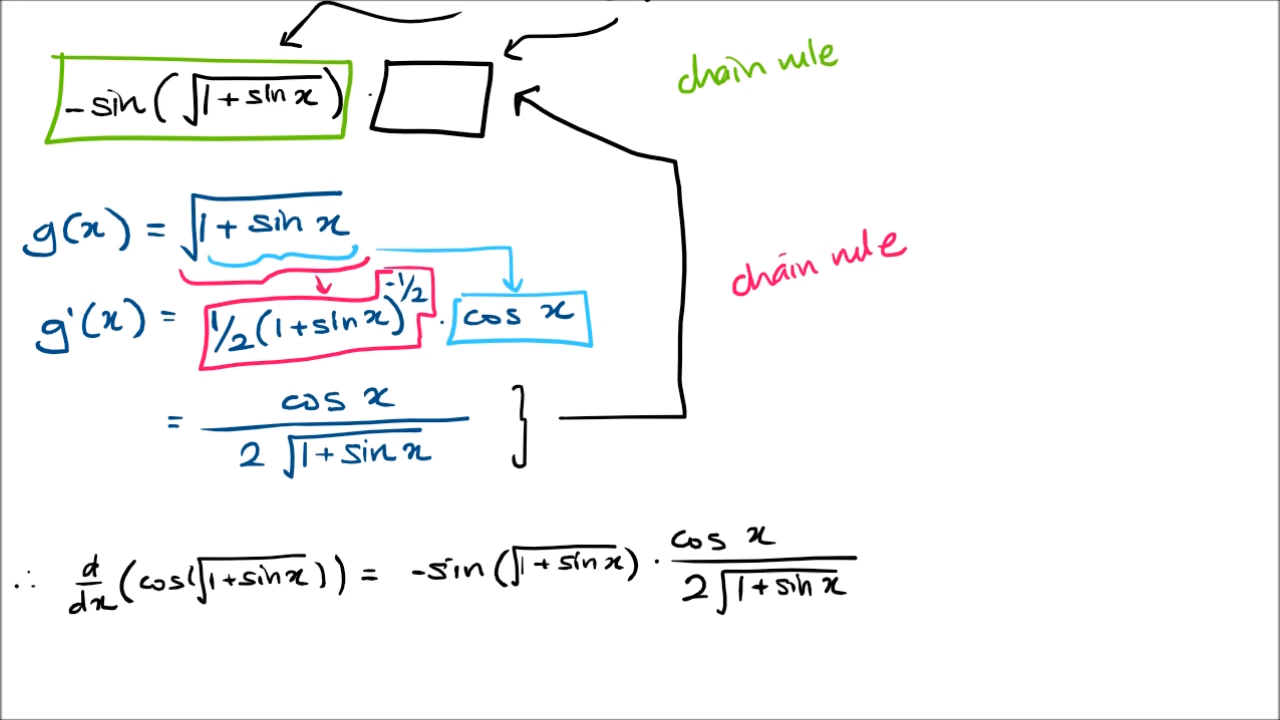 chain rule
-sin(√(1+sin x)) ·
g(x) = √(1+sin x)
chain rule
g'(x) = 1/2(1+sin x)^(-1/2) · cos x
= cos x / (2√(1+sin x)) }
∴ d/dx (cos(√(1+sin x))) = -sin(√(1+sin x)) · cos x / (2√(1+sin x))